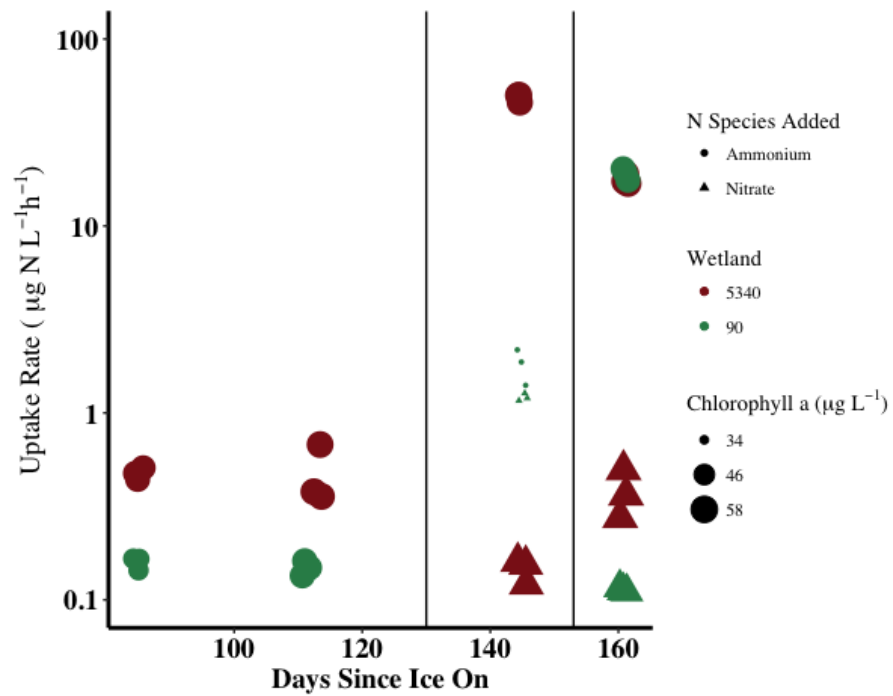 100
10
1
0.1
Uptake Rate ( μg N L⁻¹h⁻¹)
100 120 140 160
Days Since Ice On
N Species Added
Ammonium
Nitrate
Wetland
5340
90
Chlorophyll a (μg L⁻¹)
34
46
58